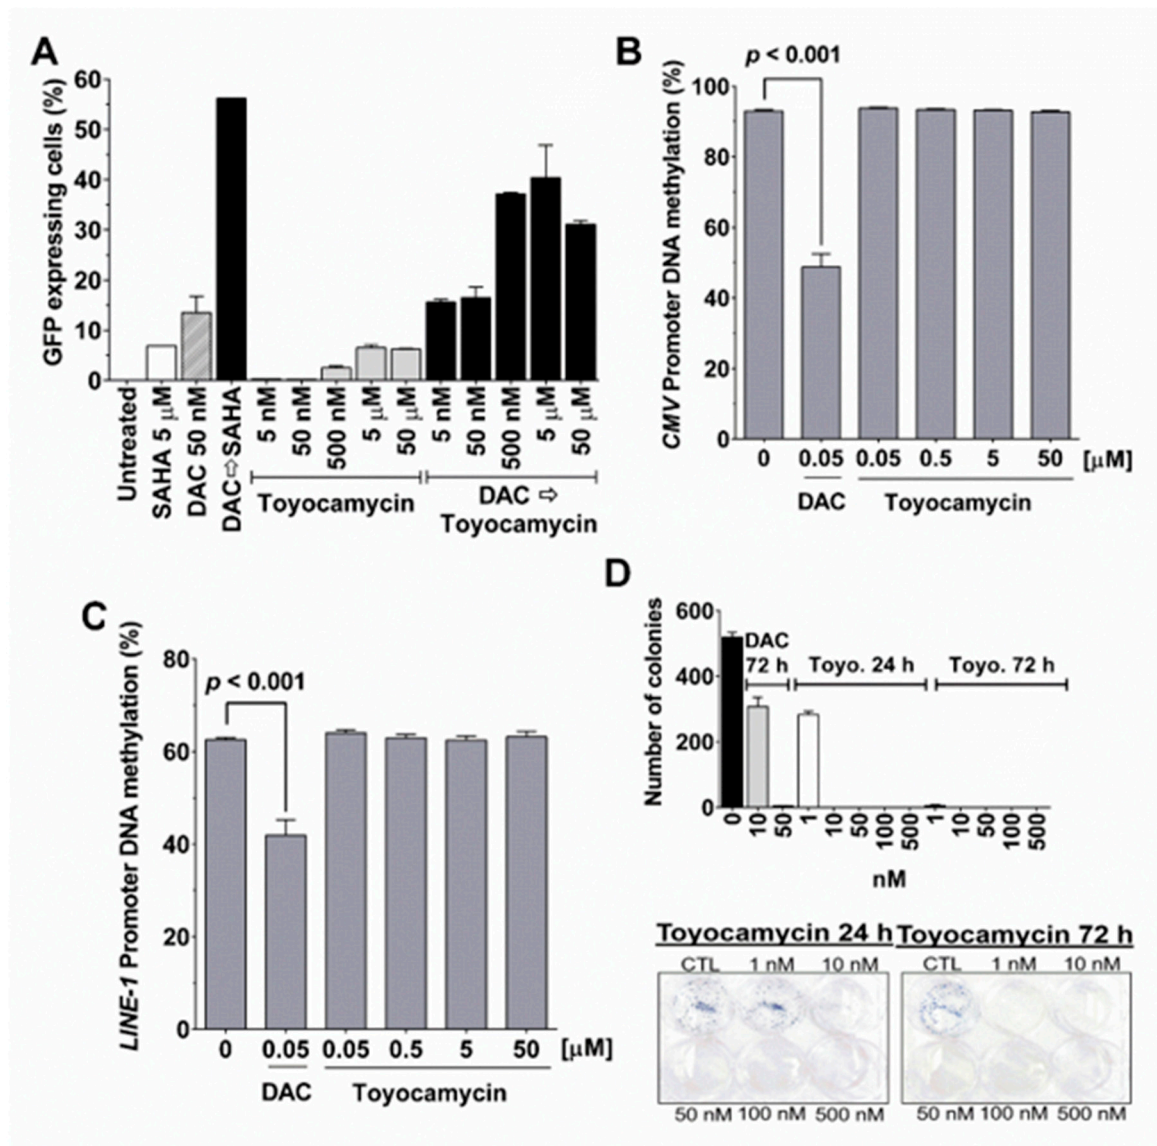 A
GFP expressing cells (%)
60
50
40
30
20
10
0
Untreated
SAHA 5 µM
DAC 50 nM
DAC⇨SAHA
5 nM
50 nM
500 nM
5 µM
50 µM
5 nM
50 nM
500 nM
5 µM
50 µM
Toyocamycin
DAC ⇨
Toyocamycin
B
p < 0.001
CMV Promoter DNA methylation (%)
100
80
60
40
20
0
0 0.05 0.05 0.5 5 50 [µM]
DAC Toyocamycin
C
LINE-1 Promoter DNA methylation (%)
80
60
40
20
0
p < 0.001
0 0.05 0.05 0.5 5 50 [µM]
DAC Toyocamycin
D
Number of colonies
600
400
200
0
DAC
72 h Toyo. 24 h Toyo. 72 h
0 10 50 1 10 50 100 500 1 10 50 100 500
nM
Toyocamycin 24 h Toyocamycin 72 h
CTL 1 nM 10 nM CTL 1 nM 10 nM
50 nM 100 nM 500 nM 50 nM 100 nM 500 nM